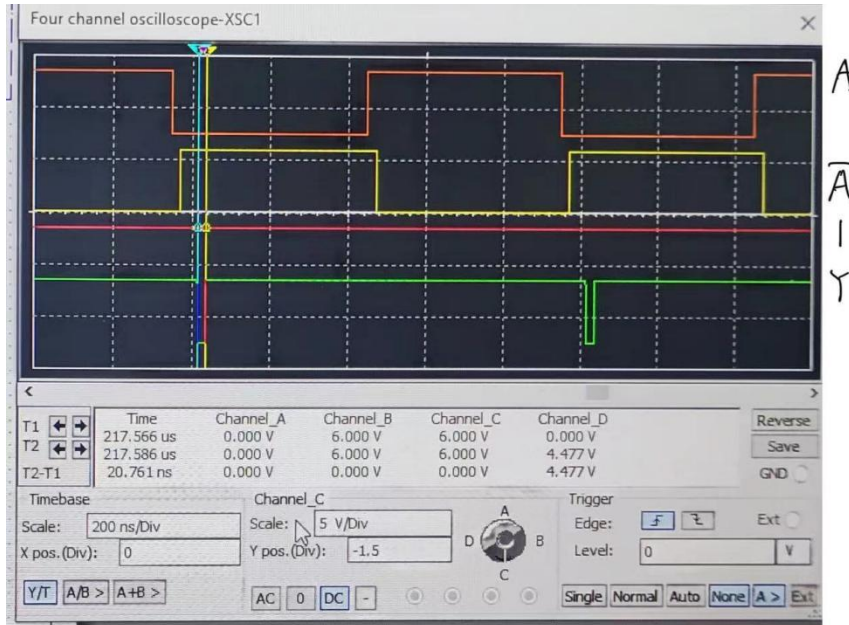 Four channel oscilloscope-XSC1
A
A̅
1
Y
Time Channel_A Channel_B Channel_C Channel_D
T1 217.566 us 0.000 V 6.000 V 6.000 V 0.000 V
T2 217.586 us 0.000 V 6.000 V 6.000 V 4.477 V
T2-T1 20.761 ns 0.000 V 0.000 V 0.000 V 4.477 V
Reverse
Save
GND
Timebase
Scale: 200 ns/Div
X pos.(Div): 0
Y/T A/B > A+B >
Channel_C
Scale: 5 V/Div
Y pos.(Div): -1.5
AC 0 DC -
A
D B
C
Trigger
Edge: Ext
Level: 0 V
Single Normal Auto None A > Ext